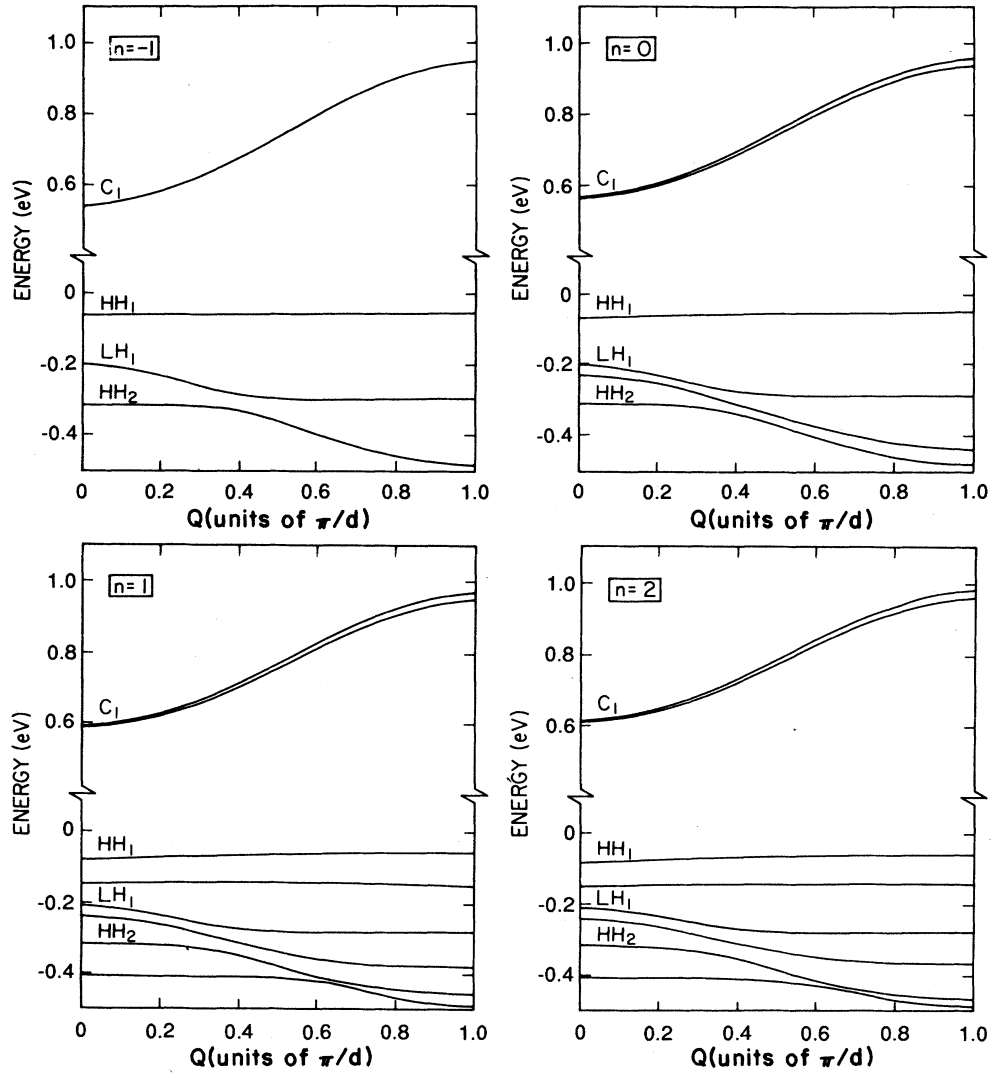 n=-1
1.0
0.8
0.6
0
-0.2
-0.4
ENERGY (eV)
C₁
HH₁
LH₁
HH₂
0 0.2 0.4 0.6 0.8 1.0
Q(units of π/d)
n=0
1.0
0.8
0.6
0
-0.2
-0.4
ENERGY (eV)
C₁
HH₁
LH₁
HH₂
0 0.2 0.4 0.6 0.8 1.0
Q(units of π/d)
n=1
1.0
0.8
0.6
0
-0.2
-0.4
ENERGY (eV)
C₁
HH₁
LH₁
HH₂
0 0.2 0.4 0.6 0.8 1.0
Q(units of π/d)
n=2
1.0
0.8
0.6
0
-0.2
-0.4
ENERGY (eV)
C₁
HH₁
LH₁
HH₂
0 0.2 0.4 0.6 0.8 1.0
Q(units of π/d)